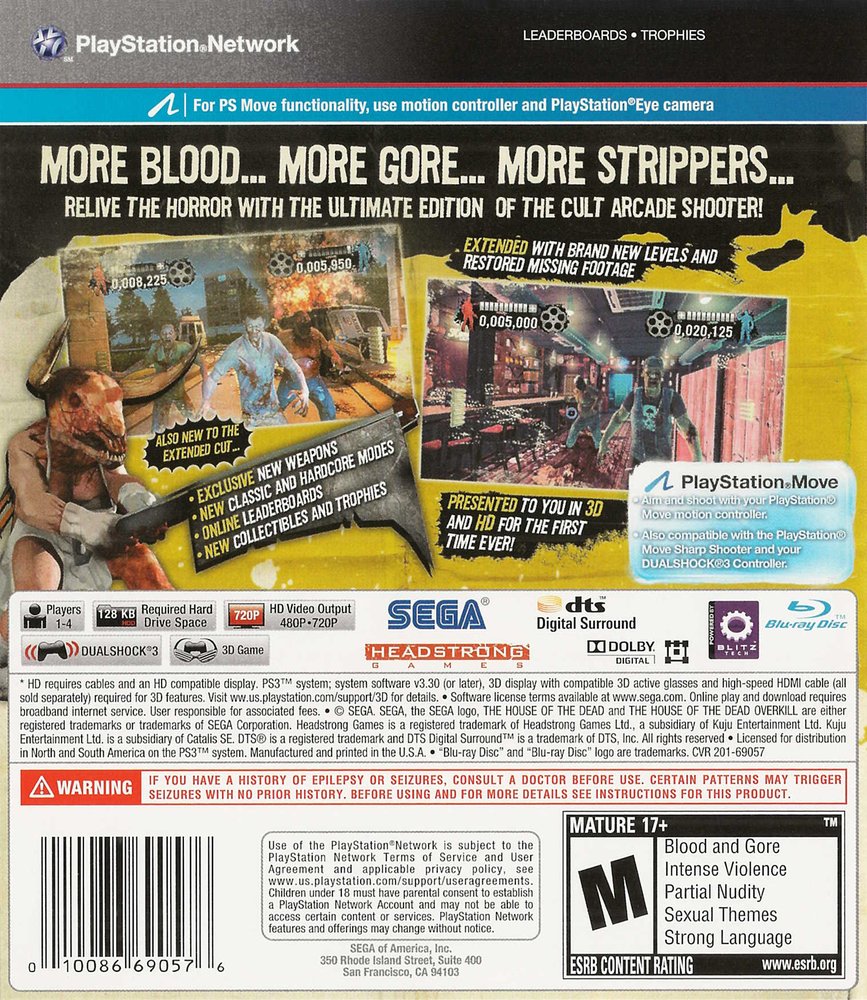 PlayStation®Network
SM
LEADERBOARDS • TROPHIES
For PS Move functionality, use motion controller and PlayStation®Eye camera
MORE BLOOD... MORE GORE... MORE STRIPPERS...
RELIVE THE HORROR WITH THE ULTIMATE EDITION OF THE CULT ARCADE SHOOTER!
EXTENDED WITH BRAND NEW LEVELS AND
RESTORED MISSING FOOTAGE
0,008,225
0,005,950
0,005,000
0,020,125
ALSO NEW TO THE
EXTENDED CUT...
• EXCLUSIVE NEW WEAPONS
• NEW CLASSIC AND HARDCORE MODES
• ONLINE LEADERBOARDS
• NEW COLLECTIBLES AND TROPHIES
PRESENTED TO YOU IN 3D
AND HD FOR THE FIRST
TIME EVER!
PlayStation®Move
• Aim and shoot with your PlayStation®
Move motion controller.
• Also compatible with the PlayStation®
Move Sharp Shooter and your
DUALSHOCK®3 Controller.
Players
1-4
128 KB
HDD
Required Hard
Drive Space
720P
HD Video Output
480P•720P
DUALSHOCK®3
3D Game
SEGA®
HEADSTRONG
GAMES
dts™
Digital Surround
DOLBY
DIGITAL
POWERED BY
BLITZ
TECH
Blu-ray Disc™
* HD requires cables and an HD compatible display. PS3™ system; system software v3.30 (or later), 3D display with compatible 3D active glasses and high-speed HDMI cable (all
sold separately) required for 3D features. Visit ww.us.playstation.com/support/3D for details. • Software license terms available at www.sega.com. Online play and download requires
broadband internet service. User responsible for associated fees. • © SEGA. SEGA, the SEGA logo, THE HOUSE OF THE DEAD and THE HOUSE OF THE DEAD OVERKILL are either
registered trademarks or trademarks of SEGA Corporation. Headstrong Games is a registered trademark of Headstrong Games Ltd., a subsidiary of Kuju Entertainment Ltd. Kuju
Entertainment Ltd. is a subsidiary of Catalis SE. DTS® is a registered trademark and DTS Digital Surround™ is a trademark of DTS, Inc. All rights reserved • Licensed for distribution
in North and South America on the PS3™ system. Manufactured and printed in the U.S.A. • "Blu-ray Disc" and "Blu-ray Disc" logo are trademarks. CVR 201-69057
WARNING
IF YOU HAVE A HISTORY OF EPILEPSY OR SEIZURES, CONSULT A DOCTOR BEFORE USE. CERTAIN PATTERNS MAY TRIGGER
SEIZURES WITH NO PRIOR HISTORY. BEFORE USING AND FOR MORE DETAILS SEE INSTRUCTIONS FOR THIS PRODUCT.
0 10086 69057 6
Use of the PlayStation®Network is subject to the
PlayStation Network Terms of Service and User
Agreement and applicable privacy policy, see
www.us.playstation.com/support/useragreements.
Children under 18 must have parental consent to establish
a PlayStation Network Account and may not be able to
access certain content or services. PlayStation Network
features and offerings may change without notice.
SEGA of America, Inc.
350 Rhode Island Street, Suite 400
San Francisco, CA 94103
MATURE 17+
TM
M
Blood and Gore
Intense Violence
Partial Nudity
Sexual Themes
Strong Language
ESRB CONTENT RATING
www.esrb.org